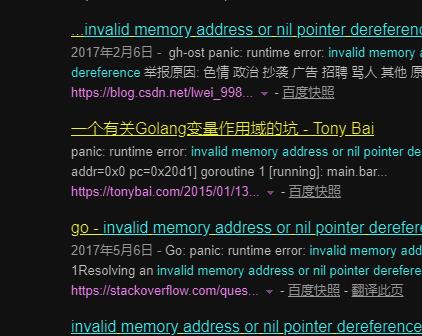 ...invalid memory address or nil pointer
2017年2月6日 - gh-ost panic: runtime error: invalid memory
dereference 举报原因: 色情 政治 抄袭 广告 招聘 骂人 其他 原
https://blog.csdn.net/lwei_998... - 百度快照
一个有关Golang变量作用域的坑 - Tony Bai
panic: runtime error: invalid memory address or nil pointer de
addr=0x0 pc=0x20d1] goroutine 1 [running]: main.bar...
https://tonybai.com/2015/01/13... - 百度快照
go - invalid memory address or nil pointer
2017年5月6日 - Go: panic: runtime error: invalid memory add
1Resolving an invalid memory address or nil pointer
https://stackoverflow.com/ques... - 百度快照 - 翻译此页
invalid memory address or nil pointer dereference